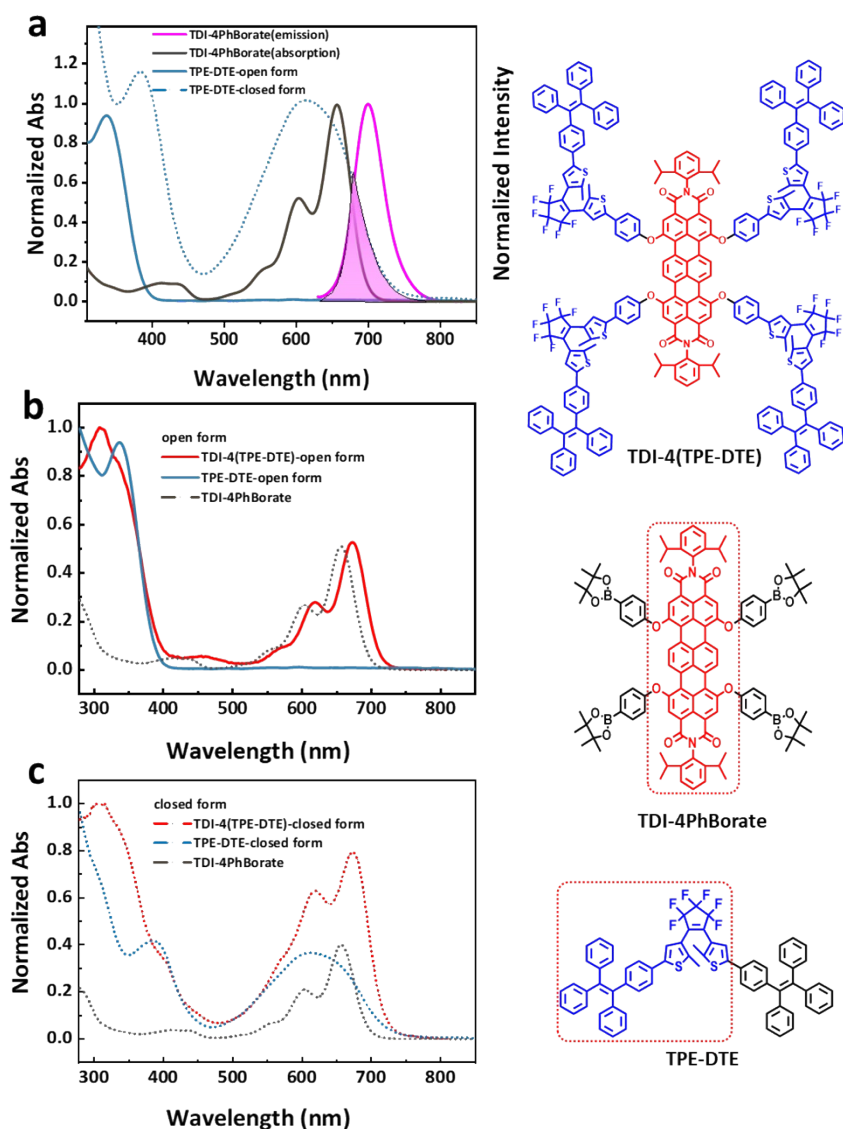 a
TDI-4PhBorate(emission)
TDI-4PhBorate(absorption)
TPE-DTE-open form
TPE-DTE-closed form
Normalized Abs
Normalized Intensity
1.2
1.0
0.8
0.6
0.4
0.2
0.0
400 500 600 700 800
Wavelength (nm)
b
open form
TDI-4(TPE-DTE)-open form
TPE-DTE-open form
TDI-4PhBorate
Normalized Abs
1.0
0.8
0.6
0.4
0.2
0.0
300 400 500 600 700 800
Wavelength (nm)
c
closed form
TDI-4(TPE-DTE)-closed form
TPE-DTE-closed form
TDI-4PhBorate
Normalized Abs
1.0
0.8
0.6
0.4
0.2
0.0
300 400 500 600 700 800
Wavelength (nm)
TDI-4(TPE-DTE)
TDI-4PhBorate
TPE-DTE